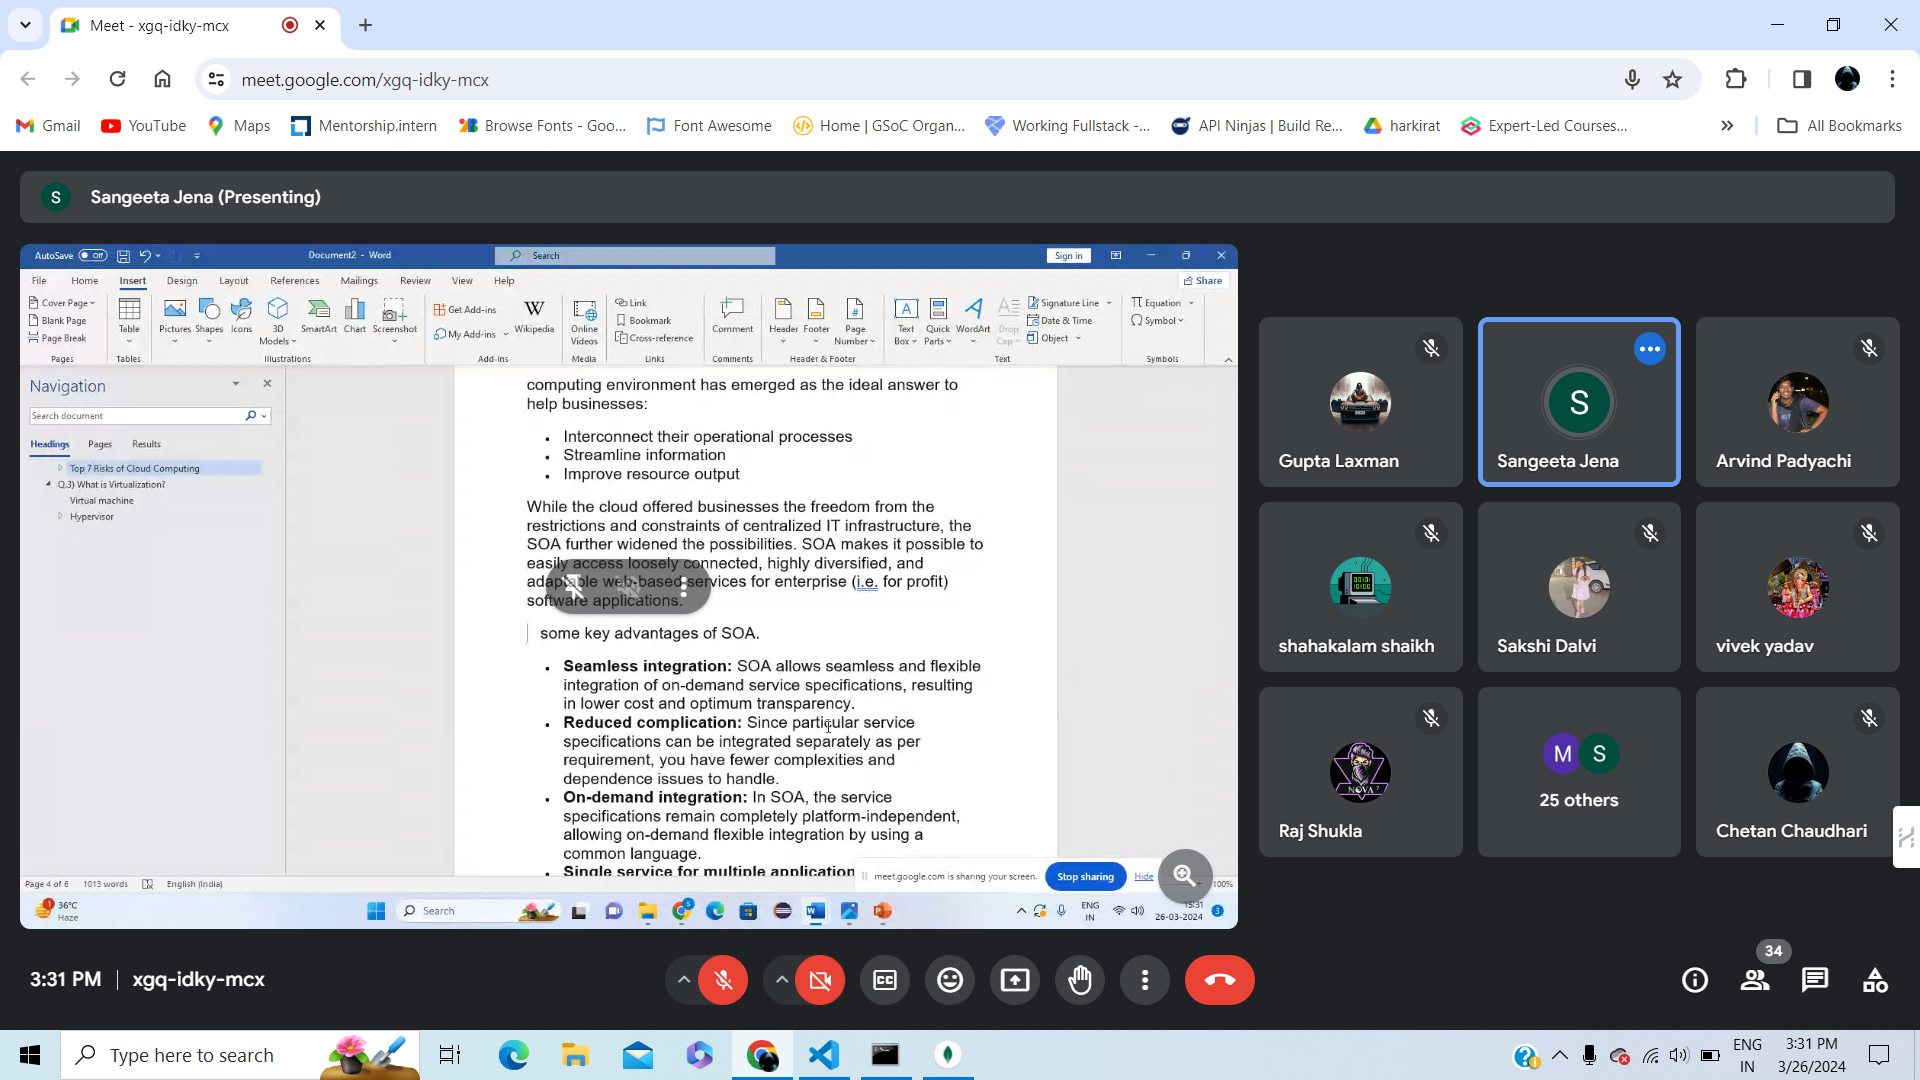 Meet - xgq-idky-mcx
meet.google.com/xgq-idky-mcx
Gmail YouTube Maps Mentorship.intern Browse Fonts - Goo... Font Awesome Home | GSoC Organ... Working Fullstack -... API Ninjas | Build Re... harkirat Expert-Led Courses... » All Bookmarks
S Sangeeta Jena (Presenting)
AutoSave Off Document2 - Word Search Sign in
File Home Insert Design Layout References Mailings Review View Help Share
Cover Page
Blank Page
Page Break
Pages
Table
Tables
Pictures Shapes Icons 3D Models SmartArt Chart Screenshot
Illustrations
Get Add-ins
My Add-ins
Wikipedia
Add-ins
Online Videos
Media
Link
Bookmark
Cross-reference
Links
Comment
Comments
Header Footer Page Number
Header & Footer
Text Box Quick Parts WordArt Drop Cap
Signature Line
Date & Time
Object
Text
Equation
Symbol
Symbols
Navigation
Search document
Headings Pages Results
Top 7 Risks of Cloud Computing
Q.3) What is Virtualization?
Virtual machine
Hypervisor
computing environment has emerged as the ideal answer to
help businesses:
• Interconnect their operational processes
• Streamline information
• Improve resource output
While the cloud offered businesses the freedom from the
restrictions and constraints of centralized IT infrastructure, the
SOA further widened the possibilities. SOA makes it possible to
easily access loosely connected, highly diversified, and
adaptable web-based services for enterprise (i.e. for profit)
software applications.
some key advantages of SOA.
• Seamless integration: SOA allows seamless and flexible
integration of on-demand service specifications, resulting
in lower cost and optimum transparency.
• Reduced complication: Since particular service
specifications can be integrated separately as per
requirement, you have fewer complexities and
dependence issues to handle.
• On-demand integration: In SOA, the service
specifications remain completely platform-independent,
allowing on-demand flexible integration by using a
common language.
• Single service for multiple application
meet.google.com is sharing your screen. Stop sharing Hide
Page 4 of 6 1013 words English (India) 100%
36°C
Haze
Search
ENG
IN
15:31
26-03-2024
3
Gupta Laxman
S
Sangeeta Jena
Arvind Padyachi
shahakalam shaikh
Sakshi Dalvi
vivek yadav
NOVA 7
Raj Shukla
M S
25 others
Chetan Chaudhari
3:31 PM | xgq-idky-mcx
34
Type here to search
ENG
IN
3:31 PM
3/26/2024